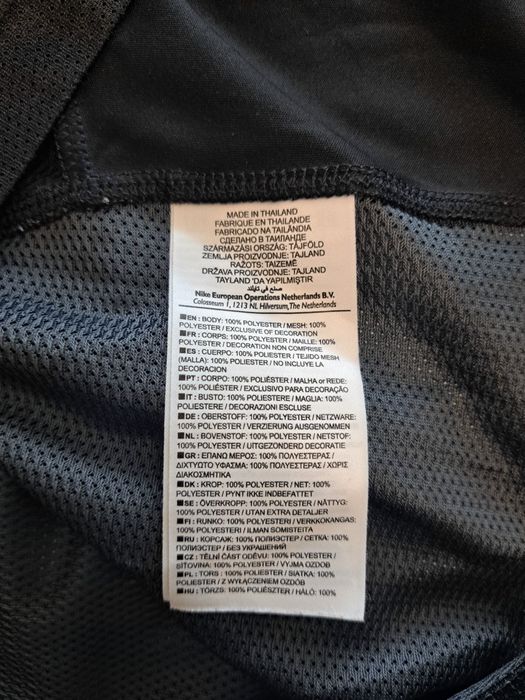 MADE IN THAILAND
FABRIQUE EN THAILANDE
FABRICADO NA TAILÂNDIA
СДЕЛАНО В ТАИЛАНДЕ
SZÁRMAZÁSI ORSZÁG: TÁJFÖLD
ZEMLJA PROIZVODNJE: TAJLAND
RAŽOTS: TAIZEMĒ
DRŽAVA PROIZVODNJE: TAJLAND
TAYLAND 'DA YAPILMIŞTIR
صنع في تايلند
Nike European Operations Netherlands B.V.
Colosseum 1, 1213 NL Hilversum, The Netherlands
EN : BODY: 100% POLYESTER / MESH: 100%
POLYESTER / EXCLUSIVE OF DECORATION
FR : CORPS: 100% POLYESTER / MAILLE: 100%
POLYESTER / DECORATION NON COMPRISE
ES : CUERPO: 100% POLIESTER / TEJIDO MESH
(MALLA): 100% POLIESTER / NO INCLUYE LA
DECORACION
PT : CORPO: 100% POLIÉSTER / MALHA or REDE:
100% POLIÉSTER / EXCLUSIVO PARA DECORAÇÃO
IT : BUSTO: 100% POLIESTERE / MAGLIA: 100%
POLIESTERE / DECORAZIONI ESCLUSE
DE : OBERSTOFF: 100% POLYESTER / NETZWARE:
100% POLYESTER / VERZIERUNG AUSGENOMMEN
NL : BOVENSTOF: 100% POLYESTER / NETSTOF:
100% POLYESTER / UITGEZONDERD DECORATIE
GR : ΕΠΑΝΩ ΜΕΡΟΣ: 100% ΠΟΛΥΕΣΤΕΡΑΣ /
ΔΙΧΤΥΩΤΟ ΥΦΑΣΜΑ: 100% ΠΟΛΥΕΣΤΕΡΑΣ / ΧΩΡΙΣ
ΔΙΑΚΟΣΜΗΤΙΚΑ
DK : KROP: 100% POLYESTER / NET: 100%
POLYESTER / PYNT IKKE INDBEFATTET
SE : ÖVERKROPP: 100% POLYESTER / NÄTTYG:
100% POLYESTER / UTAN EXTRA DETALJER
FI : RUNKO: 100% POLYESTERI / VERKKOKANGAS:
100% POLYESTERI / ILMAN SOMISTEITA
RU : КОРСАЖ: 100% ПОЛИЭСТЕР / СЕТКА: 100%
ПОЛИЭСТЕР / БЕЗ УКРАШЕНИЙ
CZ : TĚLNÍ ČÁST ODĚVU: 100% POLYESTER /
SÍŤOVINA: 100% POLYESTER / VYJMA OZDOB
PL : TORS : 100% POLIESTER / SIATKA: 100%
POLIESTER / Z WYŁĄCZENIEM OZDÓB
HU : TÖRZS: 100% POLIÉSZTER / HÁLÓ: 100%